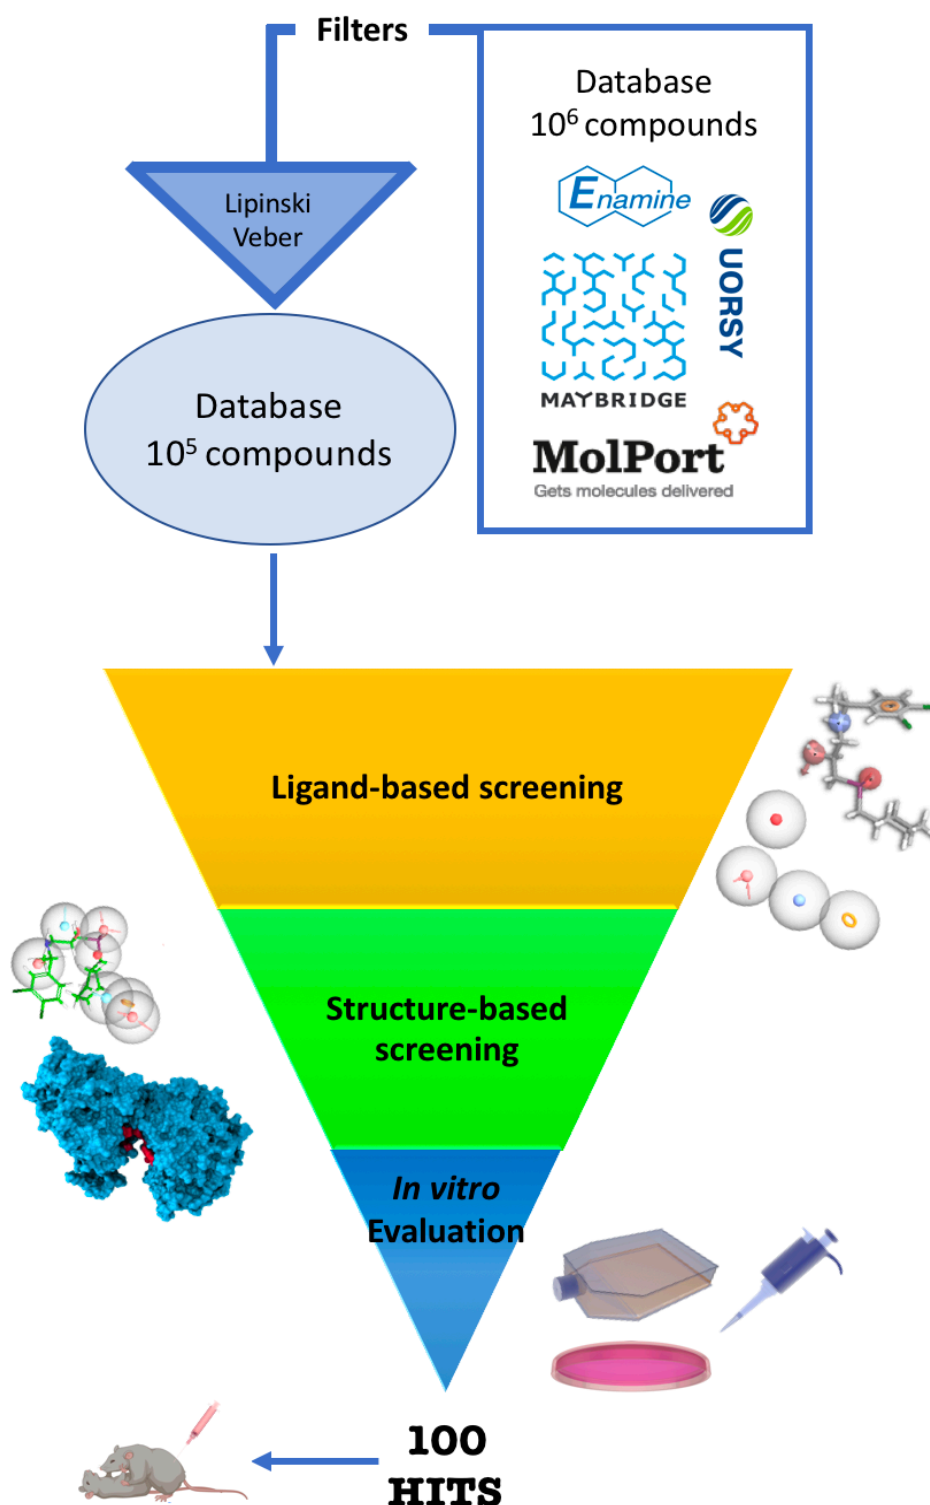 Filters
Database
10⁶ compounds
Enamine
UORSY
MAYBRIDGE
MolPort
Gets molecules delivered
Lipinski
Veber
Database
10⁵ compounds
Ligand-based screening
Structure-based
screening
In vitro
Evaluation
100
HITS